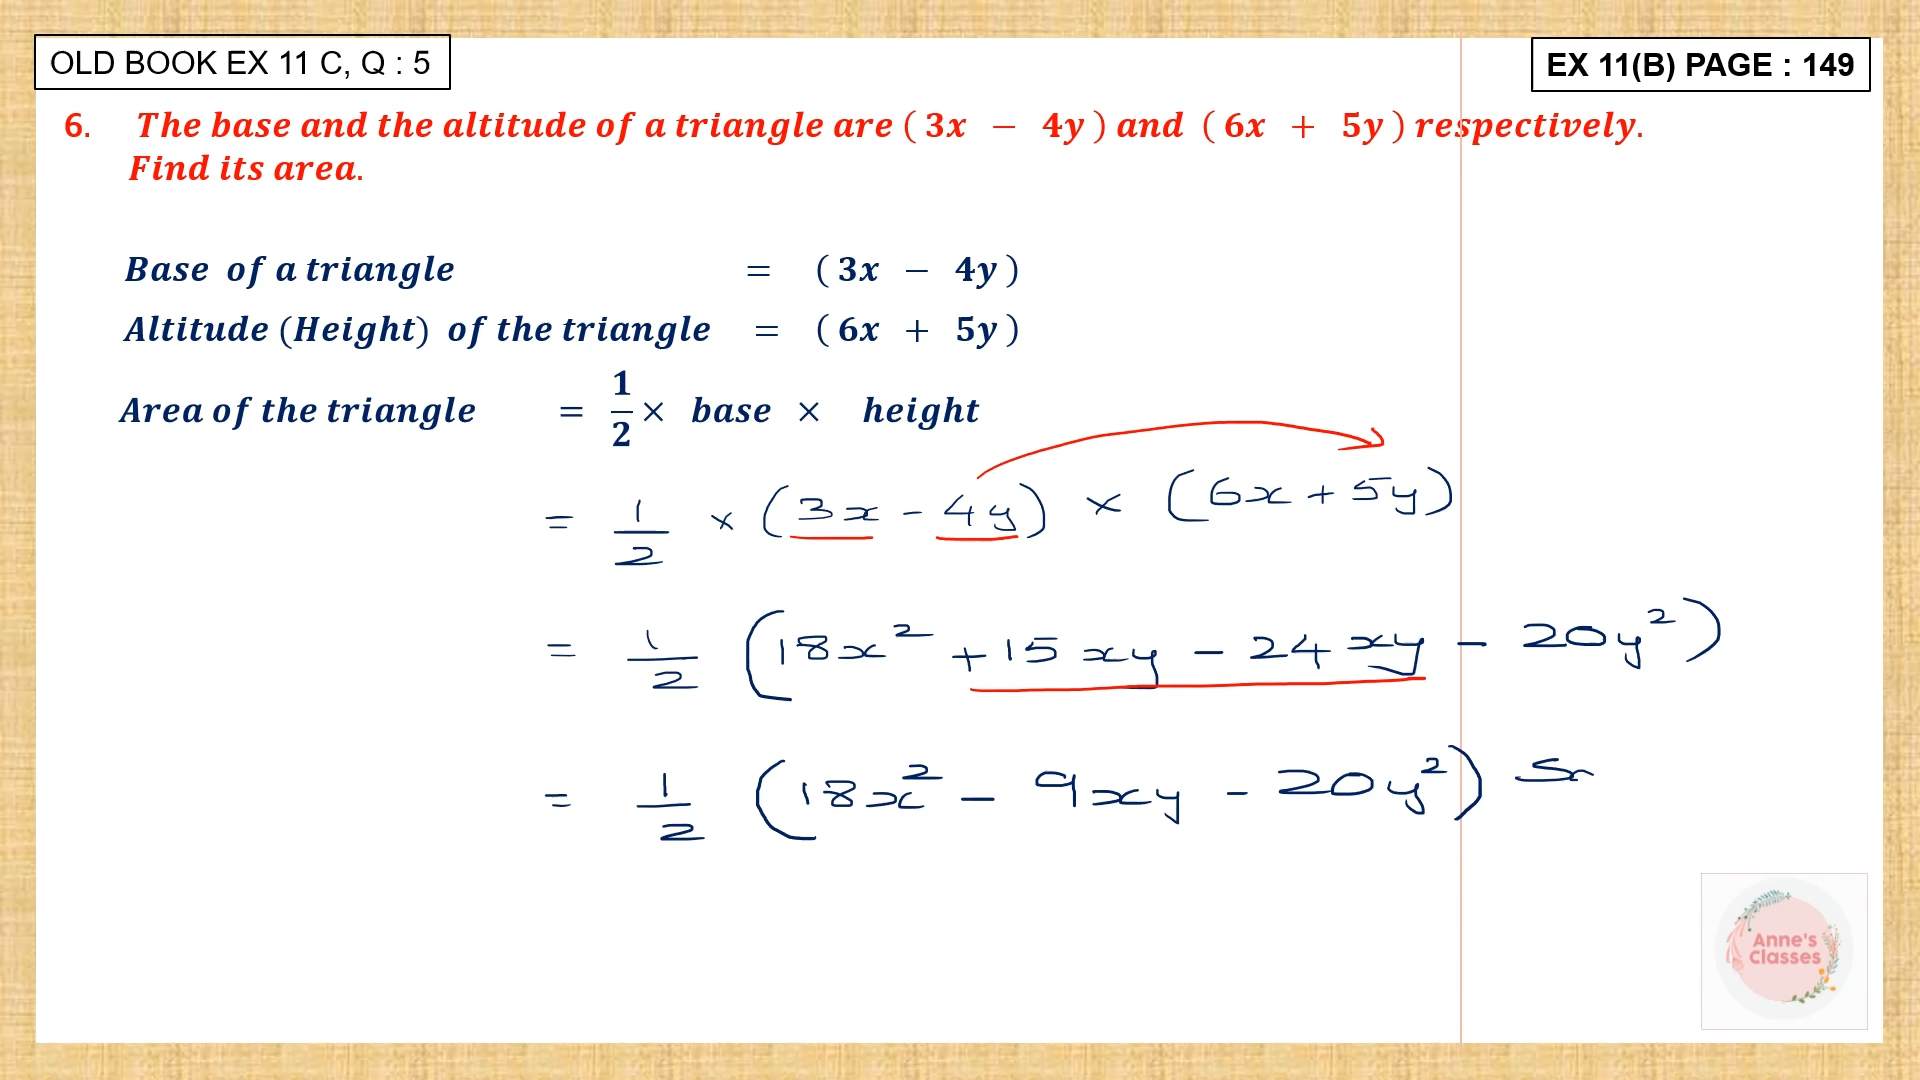 OLD BOOK EX 11 C, Q : 5
EX 11(B) PAGE : 149
6. The base and the altitude of a triangle are ( 3x − 4y ) and ( 6x + 5y ) respectively.
Find its area.
Base of a triangle = ( 3x − 4y )
Altitude (Height) of the triangle = ( 6x + 5y )
Area of the triangle = 1/2 × base × height
= 1/2 × (3x - 4y) × (6x + 5y)
= 1/2 (18x² + 15xy - 24xy - 20y²)
= 1/2 (18x² - 9xy - 20y²)
Anne's
Classes